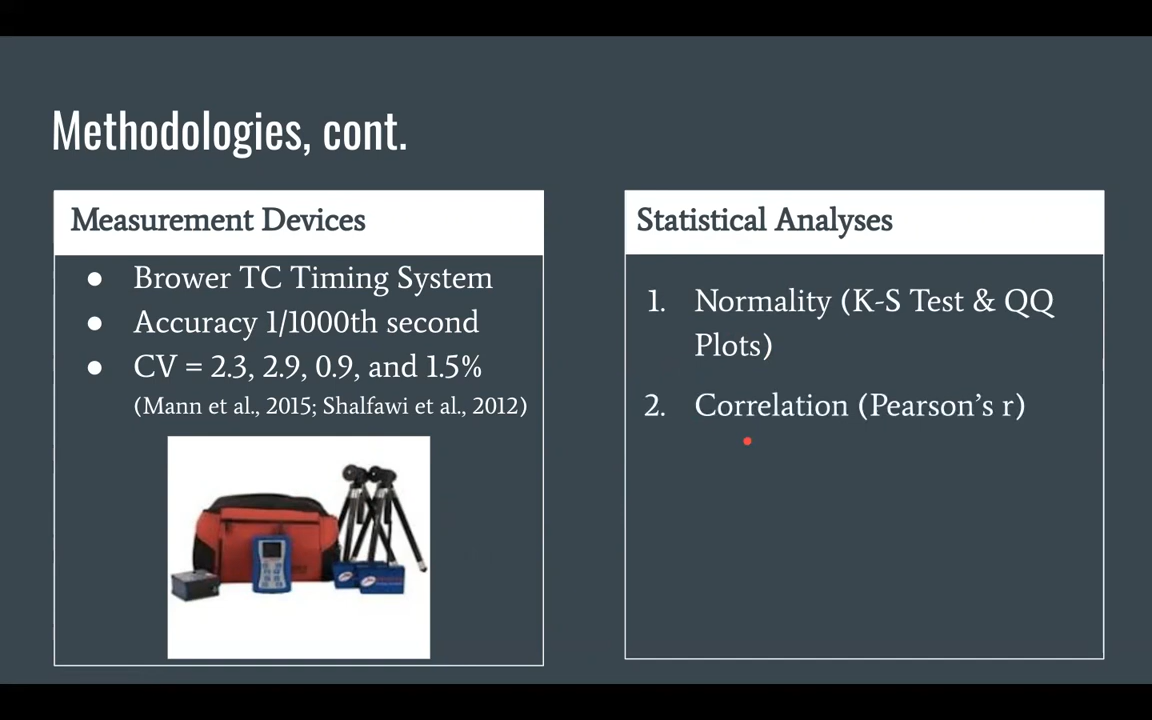 Methodologies, cont.
Measurement Devices
● Brower TC Timing System
● Accuracy 1/1000th second
● CV = 2.3, 2.9, 0.9, and 1.5%
(Mann et al., 2015; Shalfawi et al., 2012)
Statistical Analyses
1. Normality (K-S Test & QQ
Plots)
2. Correlation (Pearson’s r)